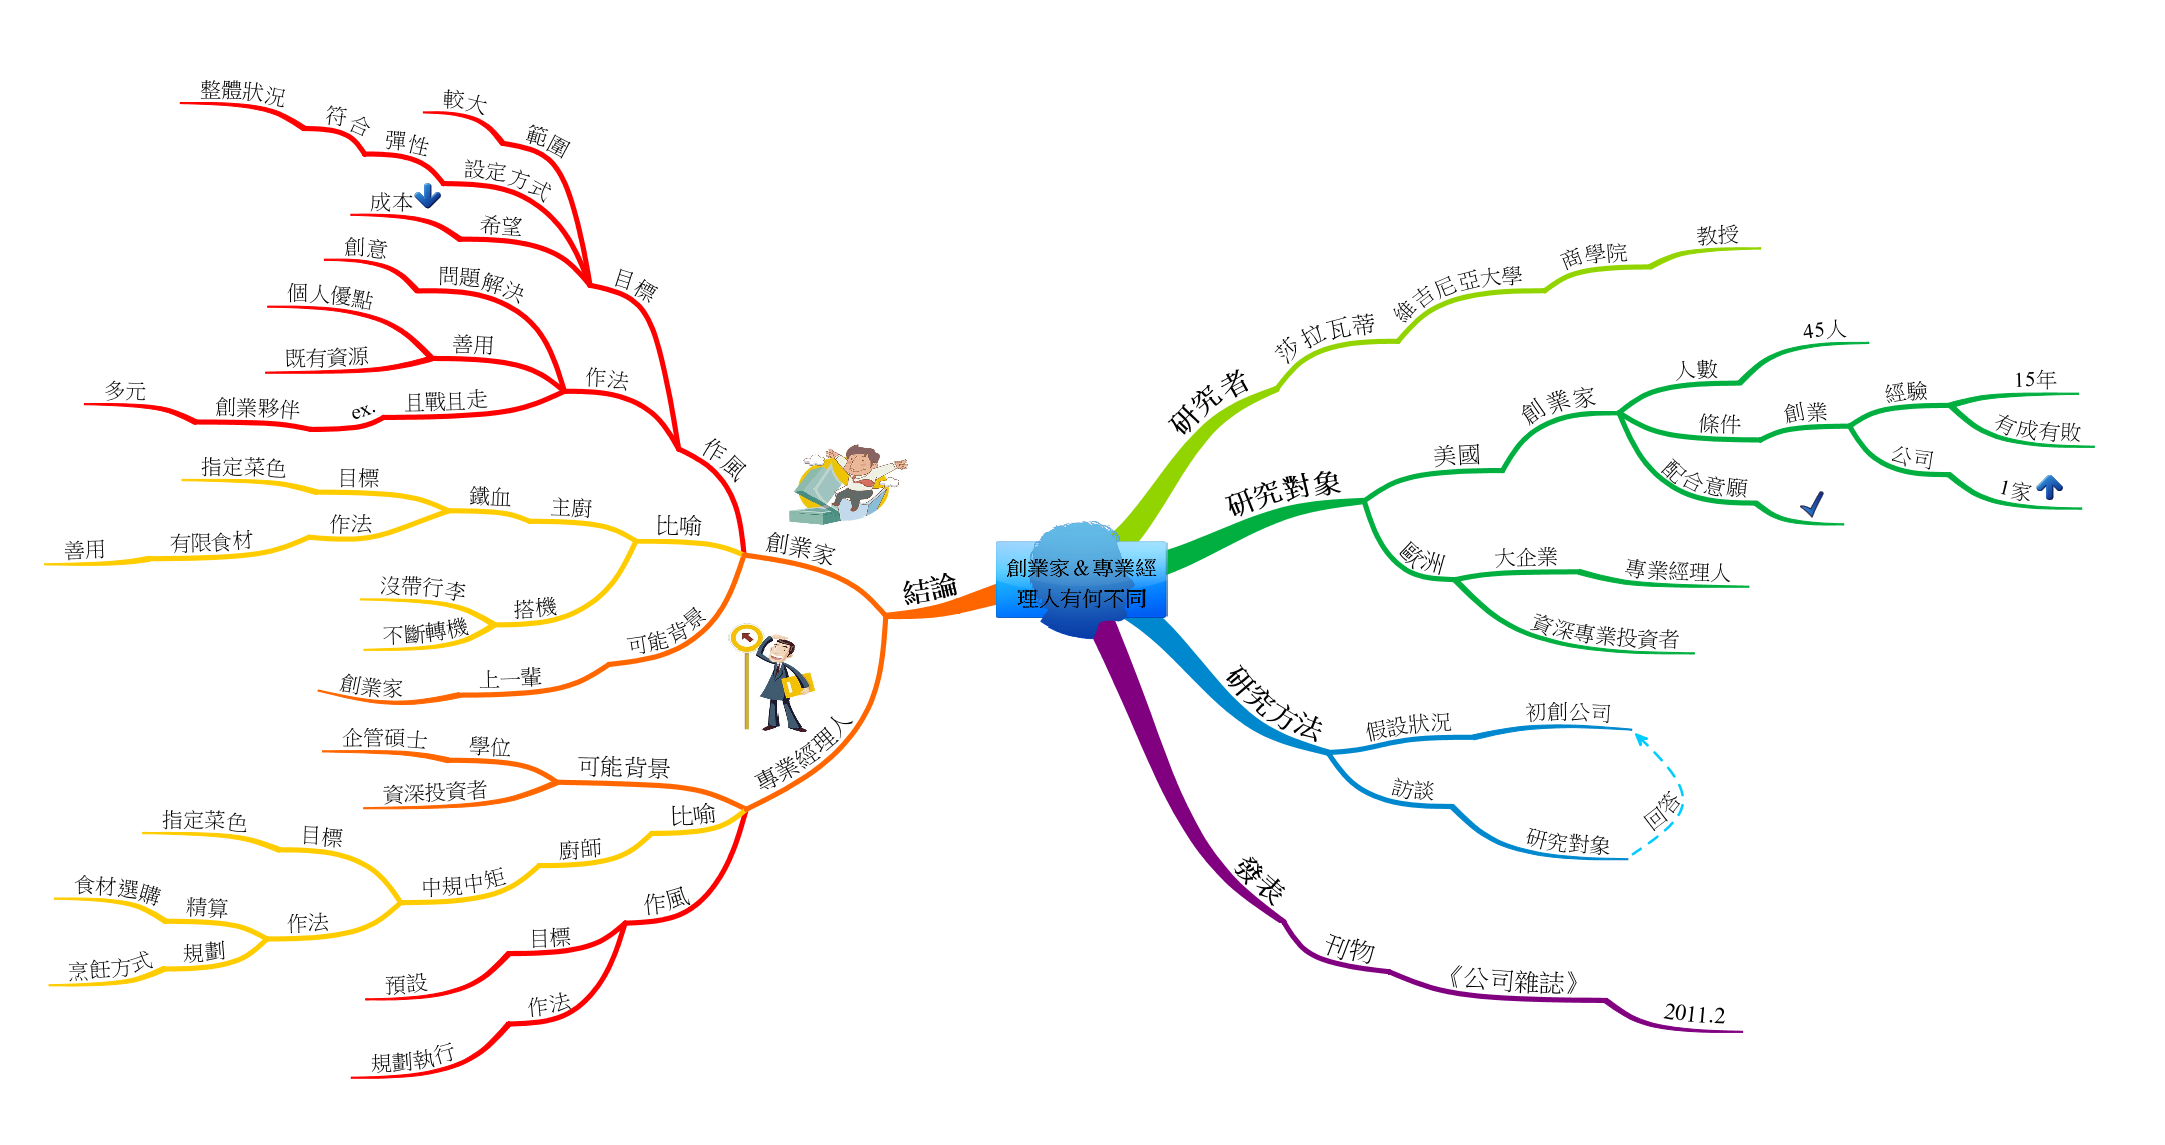 創業家＆專業經
理人有何不同
研究者
莎拉瓦蒂
維吉尼亞大學
商學院
教授
研究對象
美國
創業家
人數
45人
條件
創業
經驗
15年
有成有敗
公司
1家
配合意願
歐洲
大企業
專業經理人
資深專業投資者
研究方法
假設狀況
初創公司
訪談
研究對象
回答
發表
刊物
《公司雜誌》
2011.2
結論
創業家
作風
目標
範圍
較大
設定方式
彈性
符合
整體狀況
希望
成本
作法
問題解決
創意
善用
個人優點
既有資源
且戰且走
ex.
創業夥伴
多元
比喻
主廚
鐵血
目標
指定菜色
作法
有限食材
善用
搭機
沒帶行李
不斷轉機
可能背景
上一輩
創業家
專業經理人
可能背景
學位
企管碩士
資深投資者
比喻
廚師
中規中矩
目標
指定菜色
作法
精算
食材選購
規劃
烹飪方式
作風
目標
預設
作法
規劃執行